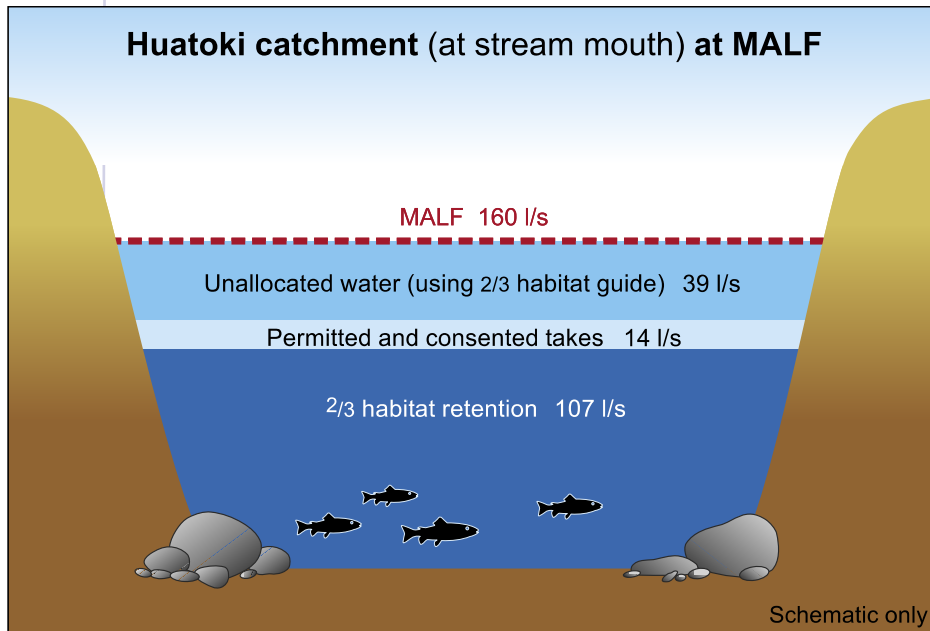 Huatoki catchment (at stream mouth) at MALF
MALF 160 l/s
Unallocated water (using 2/3 habitat guide) 39 l/s
Permitted and consented takes 14 l/s
2/3 habitat retention 107 l/s
Schematic only